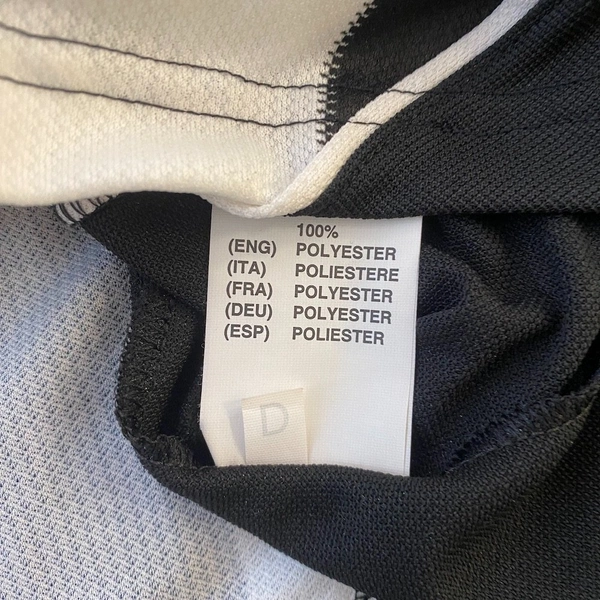 100%
(ENG) POLYESTER
(ITA) POLIESTERE
(FRA) POLYESTER
(DEU) POLYESTER
(ESP) POLIESTER
D